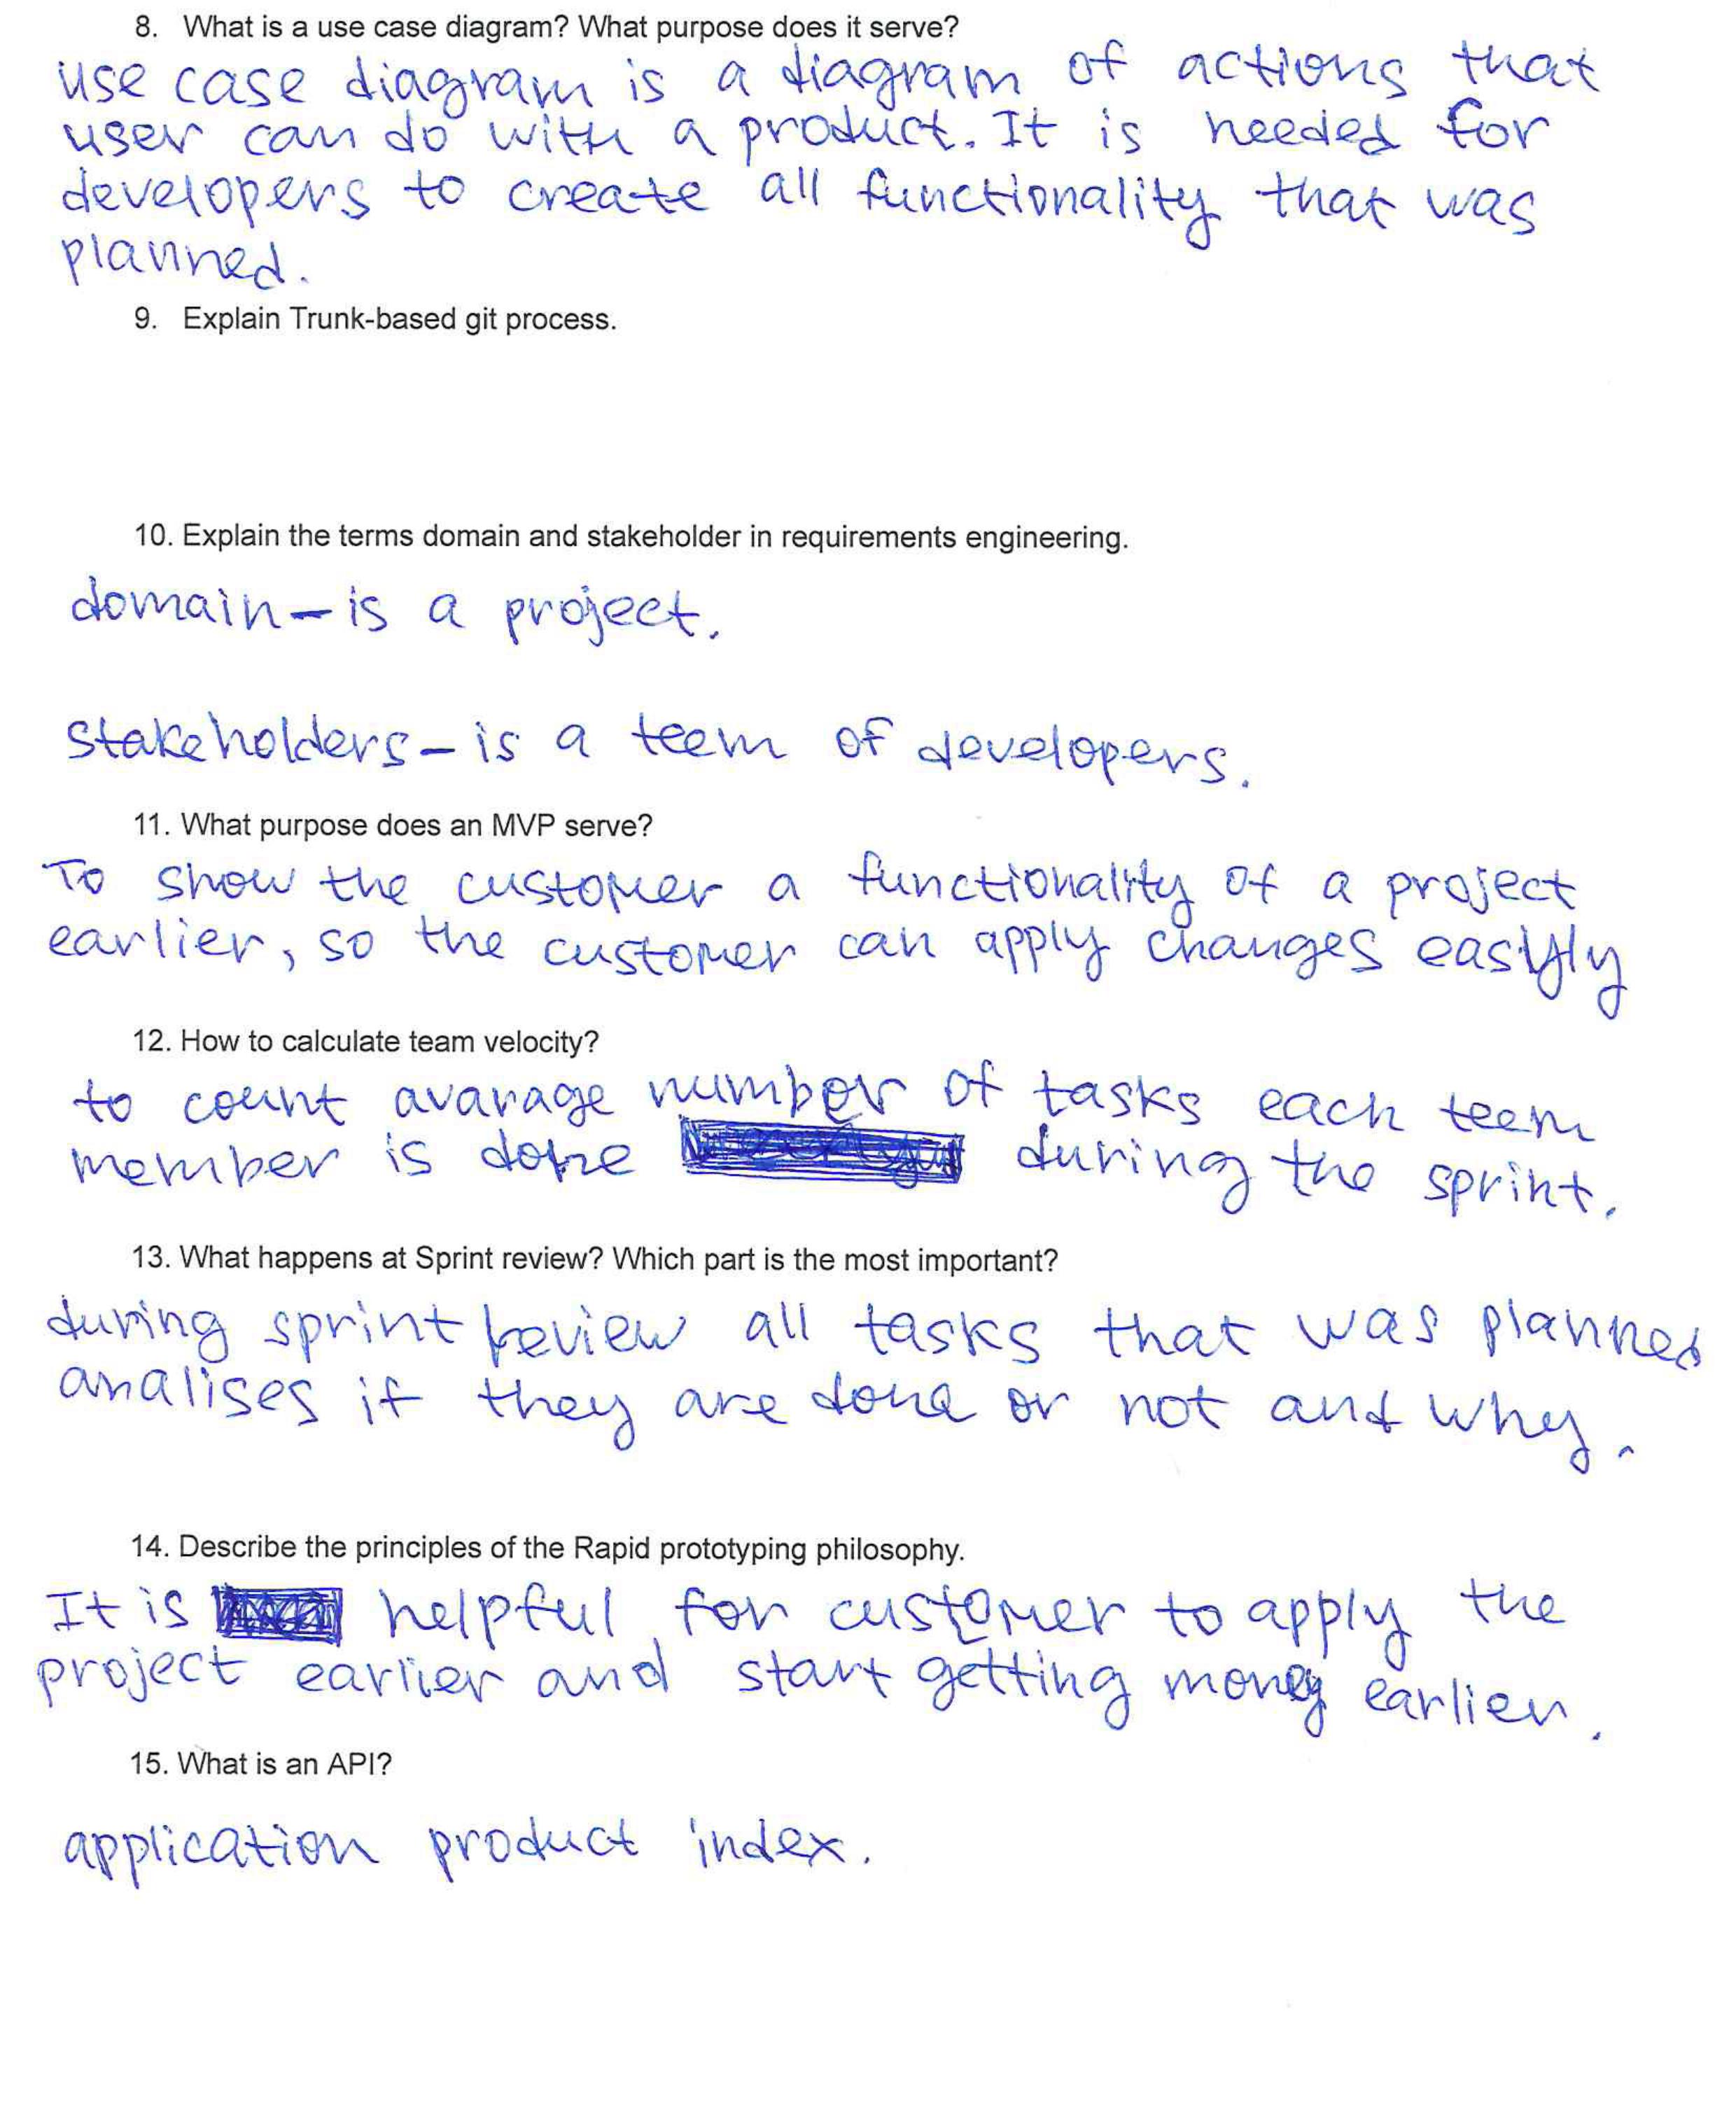 8. What is a use case diagram? What purpose does it serve?
use case diagram is a diagram of actions that
user can do with a product. It is needed for
developers to create all functionality that was
planned.
9. Explain Trunk-based git process.
10. Explain the terms domain and stakeholder in requirements engineering.
domain - is a project.
stakeholders - is a teem of developers.
11. What purpose does an MVP serve?
To show the customer a functionality of a project
earlier, so the customer can apply changes easyly
12. How to calculate team velocity?
to count avarage number of tasks each teem
member is done during the sprint.
13. What happens at Sprint review? Which part is the most important?
during sprint review all tasks that was planned
analises if they are done or not and why.
14. Describe the principles of the Rapid prototyping philosophy.
It is helpful for customer to apply the
project earlier and start getting money earlier.
15. What is an API?
application product index.